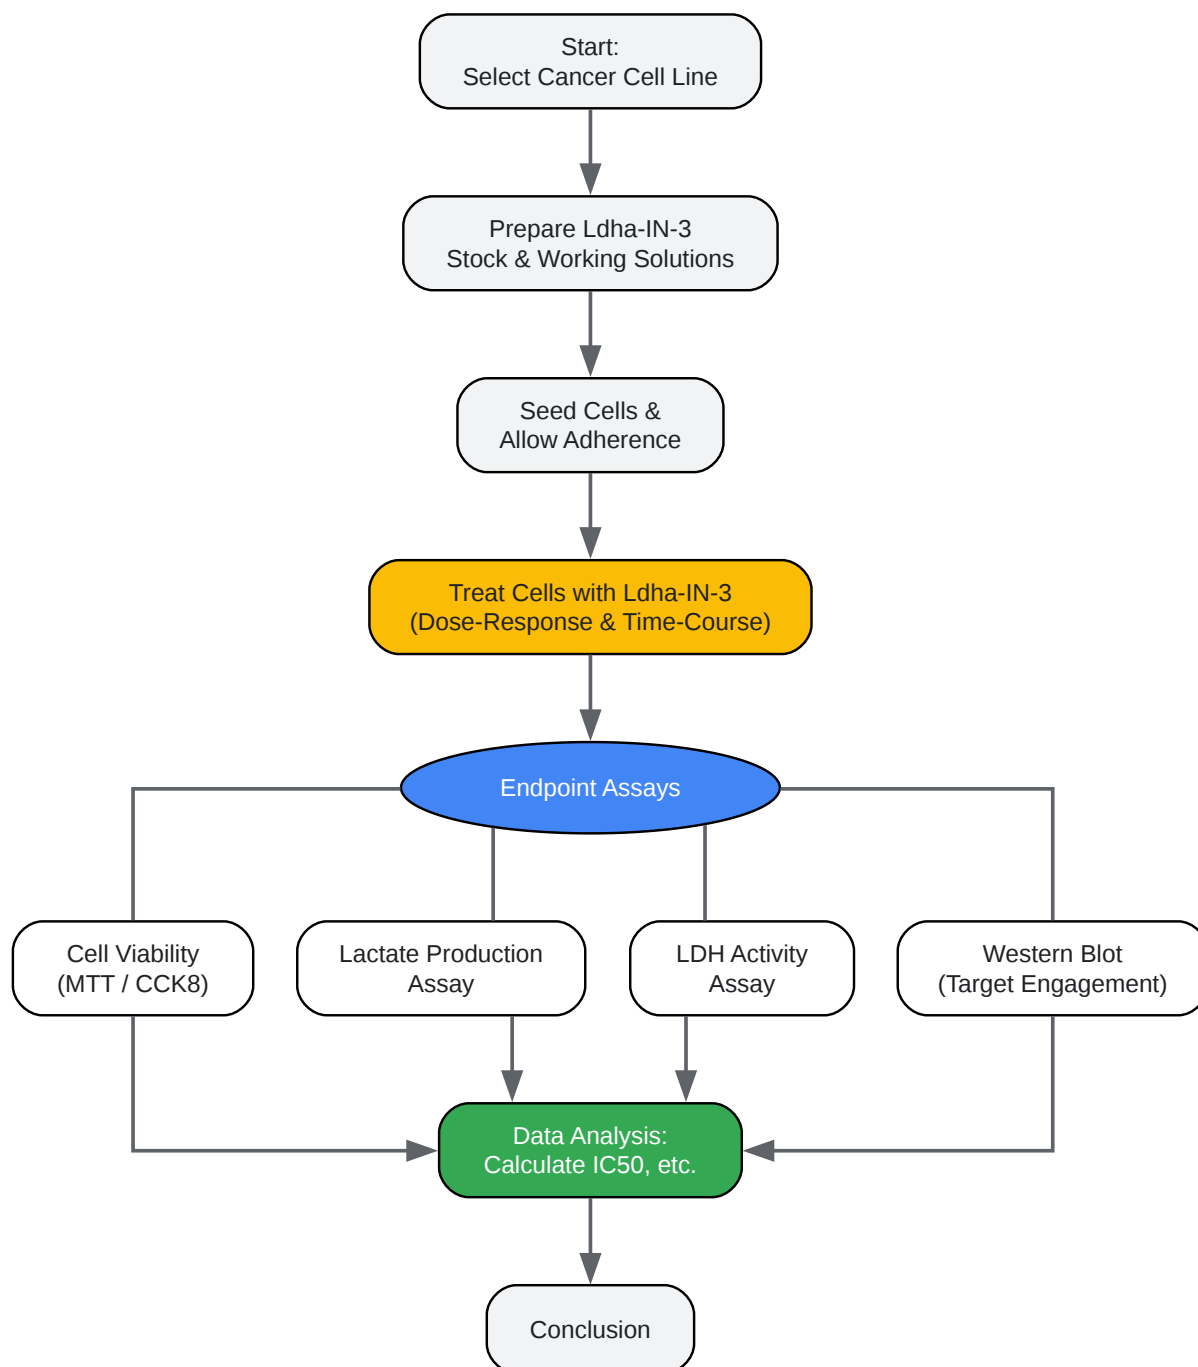 Start:
Select Cancer Cell Line
Prepare Ldha-IN-3
Stock & Working Solutions
Seed Cells &
Allow Adherence
Treat Cells with Ldha-IN-3
(Dose-Response & Time-Course)
Endpoint Assays
Cell Viability
(MTT / CCK8)
Lactate Production
Assay
LDH Activity
Assay
Western Blot
(Target Engagement)
Data Analysis:
Calculate IC50, etc.
Conclusion